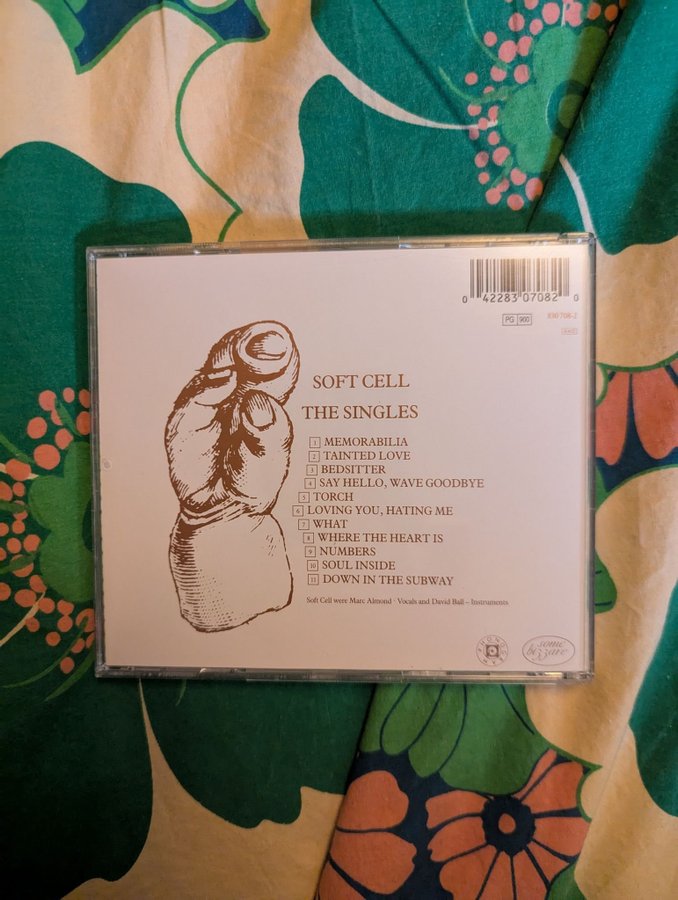 0 42283 07082 0
PG 900
830 708-2
SOFT CELL
THE SINGLES
1 MEMORABILIA
2 TAINTED LOVE
3 BEDSITTER
4 SAY HELLO, WAVE GOODBYE
5 TORCH
6 LOVING YOU, HATING ME
7 WHAT
8 WHERE THE HEART IS
9 NUMBERS
10 SOUL INSIDE
11 DOWN IN THE SUBWAY
Soft Cell were Marc Almond · Vocals and David Ball – Instruments
PHONOGRAM
some
bizzare